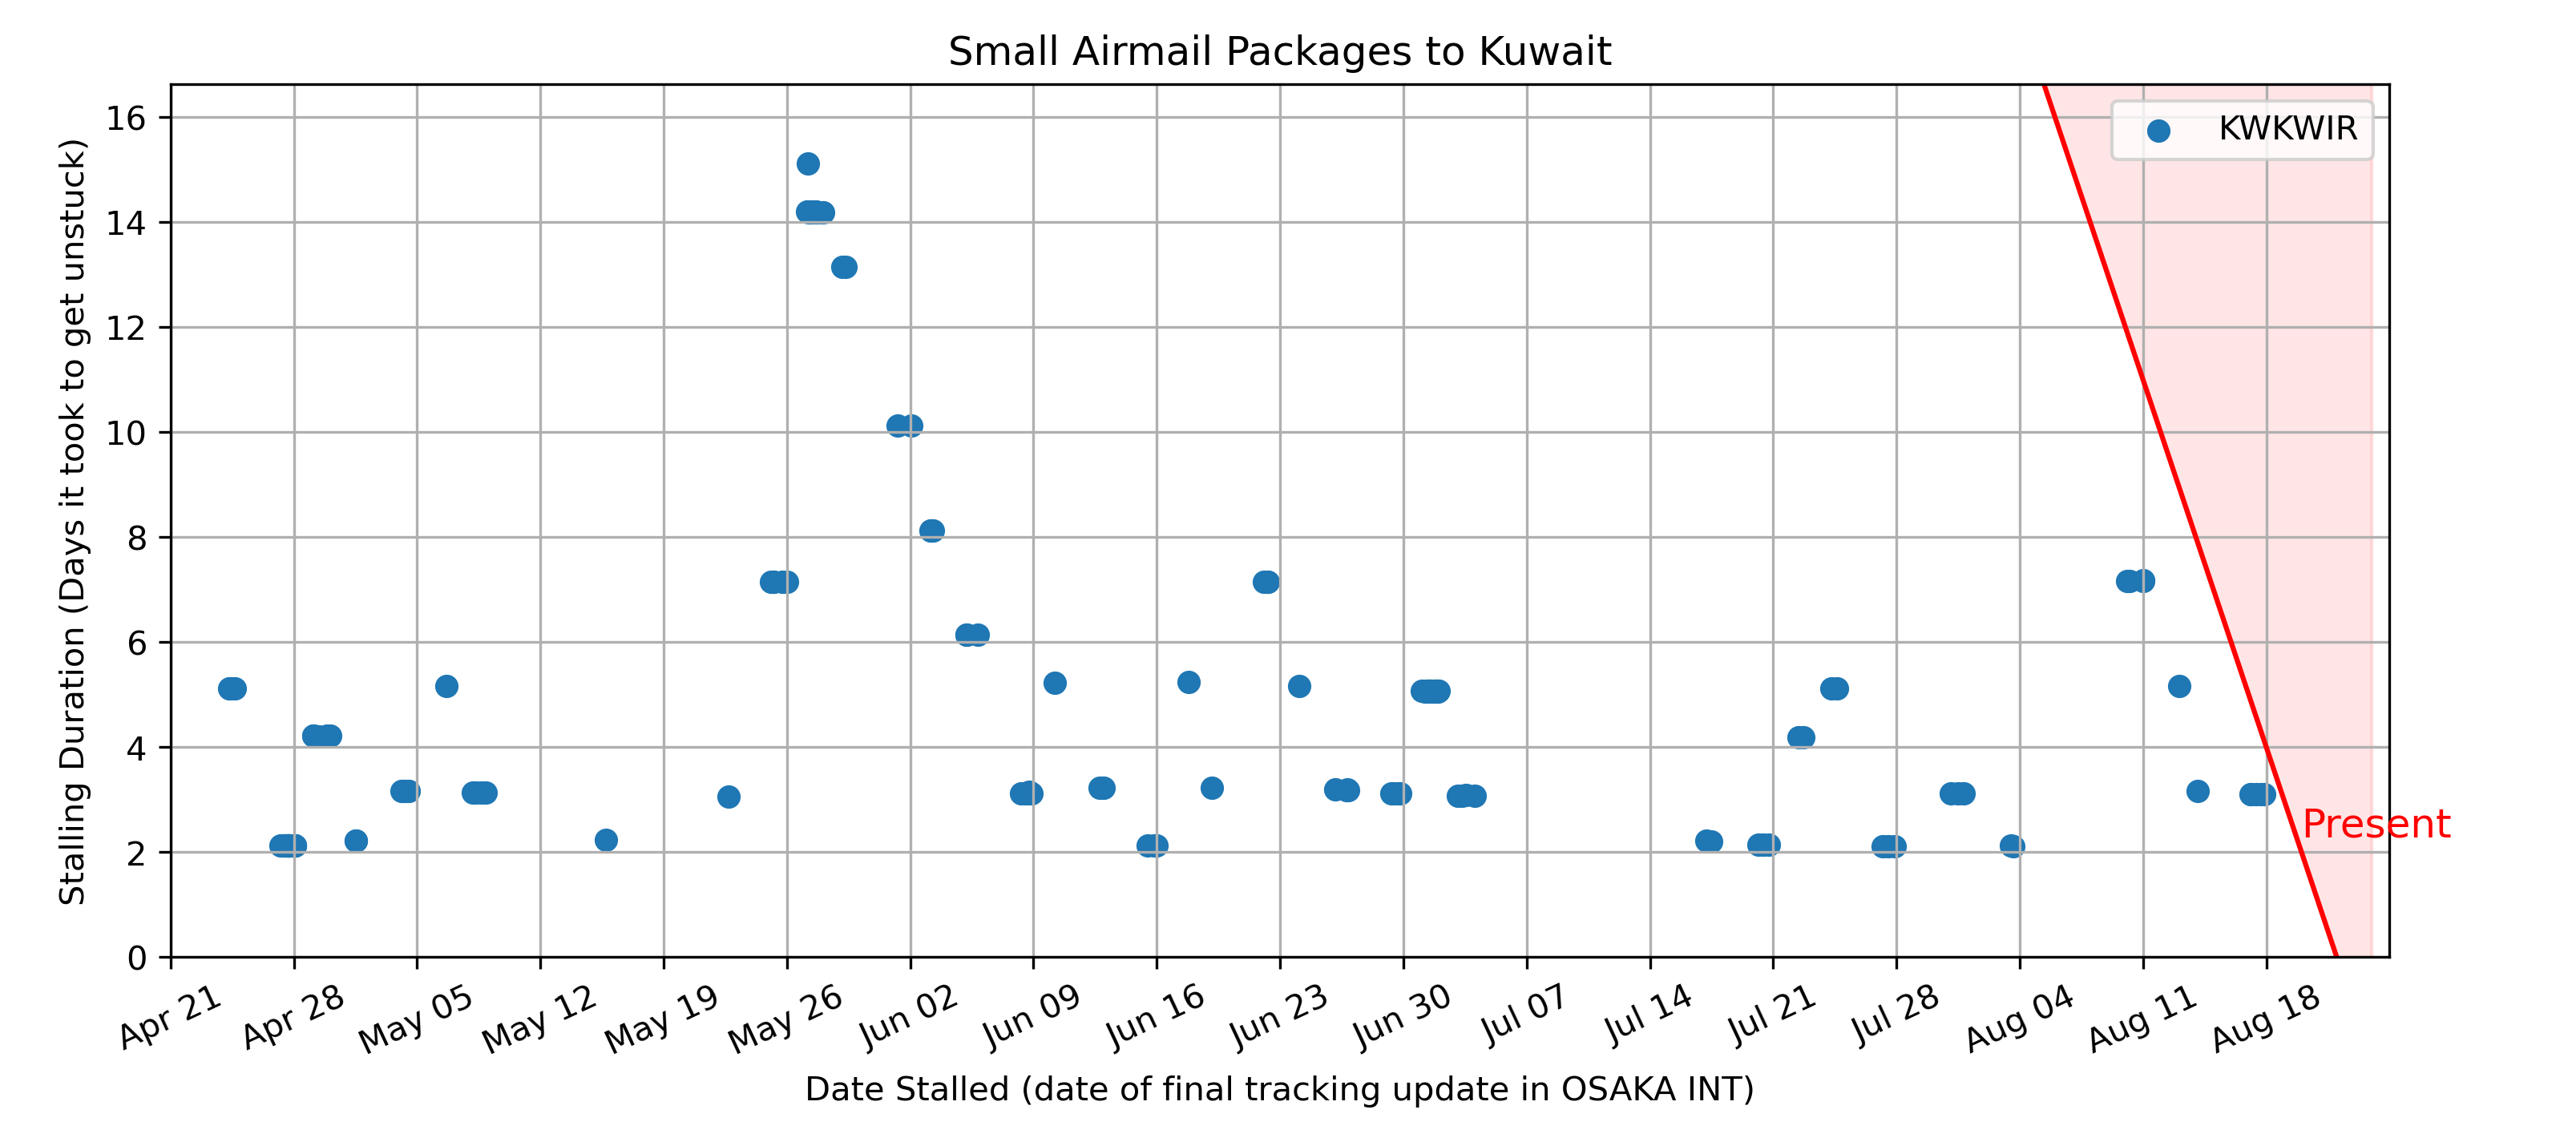 Small Airmail Packages to Kuwait
KWKWIR
16
14
12
10
8
6
4
2
0
Stalling Duration (Days it took to get unstuck)
Present
Apr 21
Apr 28
May 05
May 12
May 19
May 26
Jun 02
Jun 09
Jun 16
Jun 23
Jun 30
Jul 07
Jul 14
Jul 21
Jul 28
Aug 04
Aug 11
Aug 18
Date Stalled (date of final tracking update in OSAKA INT)